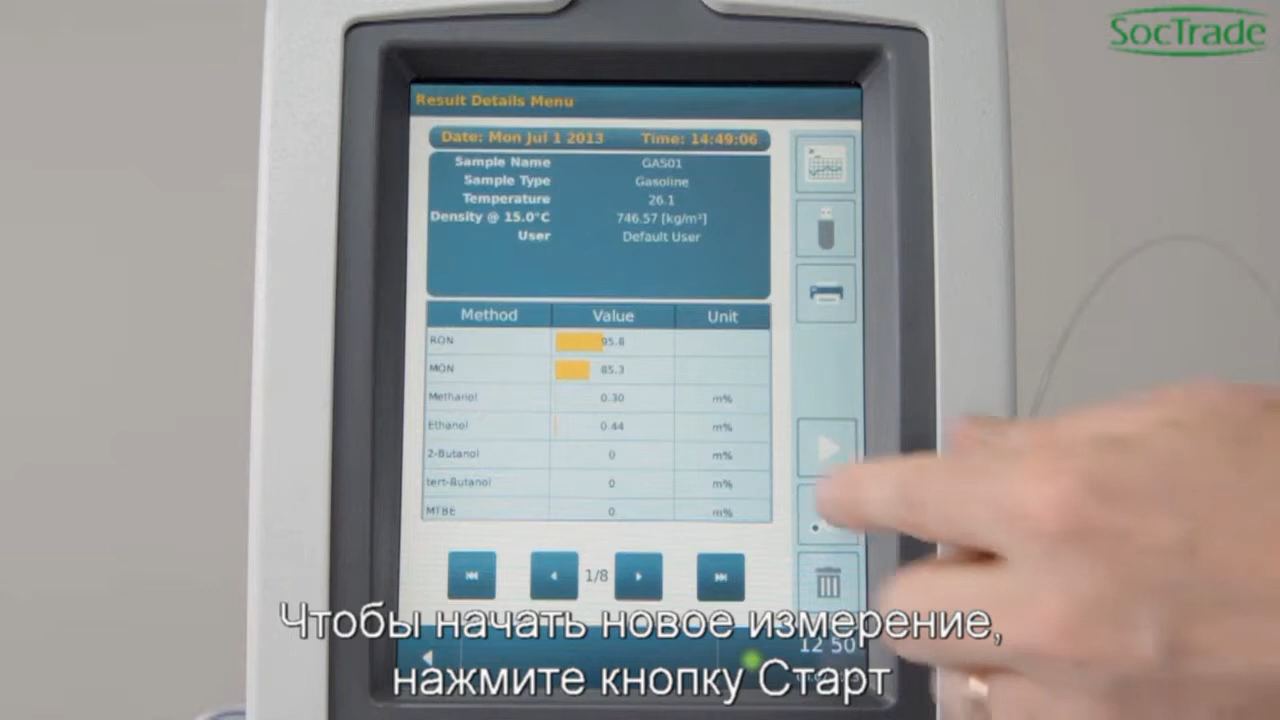 SocTrade
Result Details Menu
Date: Mon Jul 1 2013 Time: 14:49:06
Sample Name GAS01
Sample Type Gasoline
Temperature 26.1
Density @ 15.0°C 746.57 [kg/m³]
User Default User
Method Value Unit
RON 95.8
MON 85.3
Methanol 0.30 m%
Ethanol 0.44 m%
2-Butanol 0 m%
tert-Butanol 0 m%
MTBE 0 m%
1/8
12 50
Чтобы начать новое измерение,
нажмите кнопку Старт